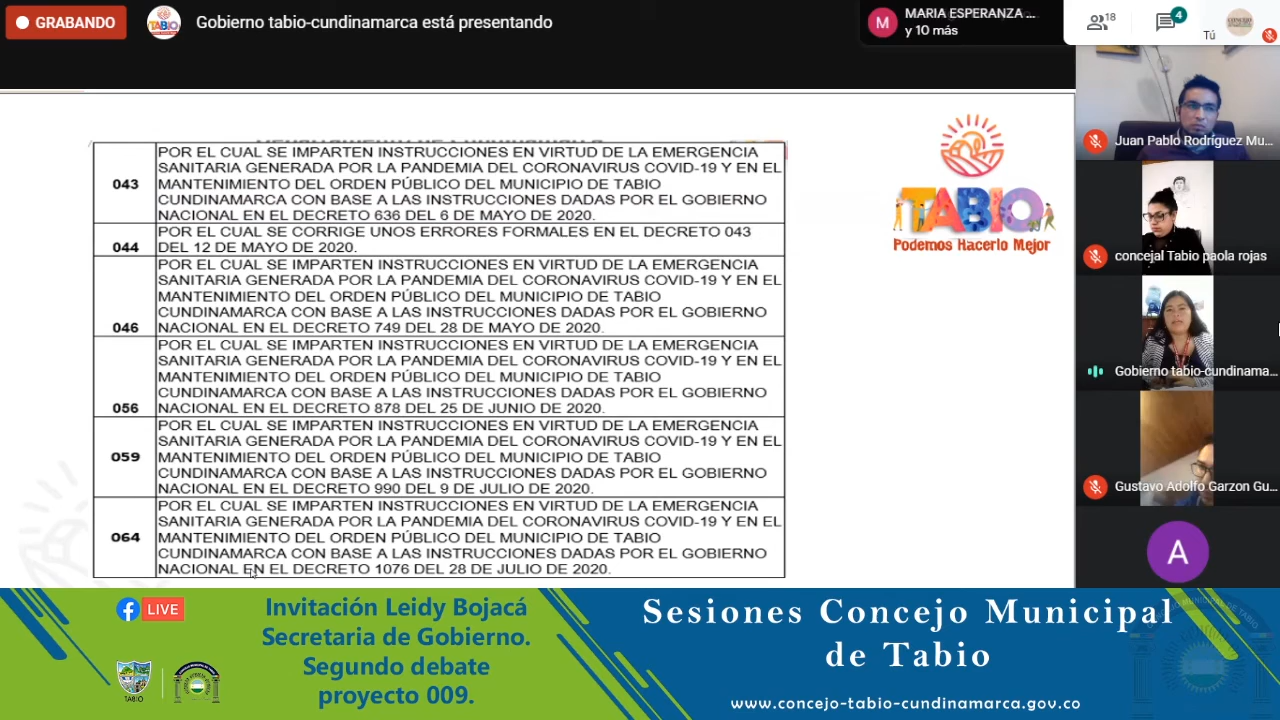 GRABANDO
Gobierno tabio-cundinamarca está presentando
MARIA ESPERANZA ...
y 10 más
M
18
4
Tú
043
POR EL CUAL SE IMPARTEN INSTRUCCIONES EN VIRTUD DE LA EMERGENCIA
SANITARIA GENERADA POR LA PANDEMIA DEL CORONAVIRUS COVID-19 Y EN EL
MANTENIMIENTO DEL ORDEN PÚBLICO DEL MUNICIPIO DE TABIO
CUNDINAMARCA CON BASE A LAS INSTRUCCIONES DADAS POR EL GOBIERNO
NACIONAL EN EL DECRETO 636 DEL 6 DE MAYO DE 2020.
044
POR EL CUAL SE CORRIGE UNOS ERRORES FORMALES EN EL DECRETO 043
DEL 12 DE MAYO DE 2020.
046
POR EL CUAL SE IMPARTEN INSTRUCCIONES EN VIRTUD DE LA EMERGENCIA
SANITARIA GENERADA POR LA PANDEMIA DEL CORONAVIRUS COVID-19 Y EN EL
MANTENIMIENTO DEL ORDEN PÚBLICO DEL MUNICIPIO DE TABIO
CUNDINAMARCA CON BASE A LAS INSTRUCCIONES DADAS POR EL GOBIERNO
NACIONAL EN EL DECRETO 749 DEL 28 DE MAYO DE 2020.
056
POR EL CUAL SE IMPARTEN INSTRUCCIONES EN VIRTUD DE LA EMERGENCIA
SANITARIA GENERADA POR LA PANDEMIA DEL CORONAVIRUS COVID-19 Y EN EL
MANTENIMIENTO DEL ORDEN PÚBLICO DEL MUNICIPIO DE TABIO
CUNDINAMARCA CON BASE A LAS INSTRUCCIONES DADAS POR EL GOBIERNO
NACIONAL EN EL DECRETO 878 DEL 25 DE JUNIO DE 2020.
059
POR EL CUAL SE IMPARTEN INSTRUCCIONES EN VIRTUD DE LA EMERGENCIA
SANITARIA GENERADA POR LA PANDEMIA DEL CORONAVIRUS COVID-19 Y EN EL
MANTENIMIENTO DEL ORDEN PÚBLICO DEL MUNICIPIO DE TABIO
CUNDINAMARCA CON BASE A LAS INSTRUCCIONES DADAS POR EL GOBIERNO
NACIONAL EN EL DECRETO 990 DEL 9 DE JULIO DE 2020.
064
POR EL CUAL SE IMPARTEN INSTRUCCIONES EN VIRTUD DE LA EMERGENCIA
SANITARIA GENERADA POR LA PANDEMIA DEL CORONAVIRUS COVID-19 Y EN EL
MANTENIMIENTO DEL ORDEN PÚBLICO DEL MUNICIPIO DE TABIO
CUNDINAMARCA CON BASE A LAS INSTRUCCIONES DADAS POR EL GOBIERNO
NACIONAL EN EL DECRETO 1076 DEL 28 DE JULIO DE 2020.
TABIO
Podemos Hacerlo Mejor
Juan Pablo Rodríguez Mu...
concejal Tabio paola rojas
Gobierno tabio-cundinama...
Gustavo Adolfo Garzon Gu...
A
LIVE
TABIO
Invitación Leidy Bojacá
Secretaria de Gobierno.
Segundo debate
proyecto 009.
Sesiones Concejo Municipal
de Tabio
www.concejo-tabio-cundinamarca.gov.co